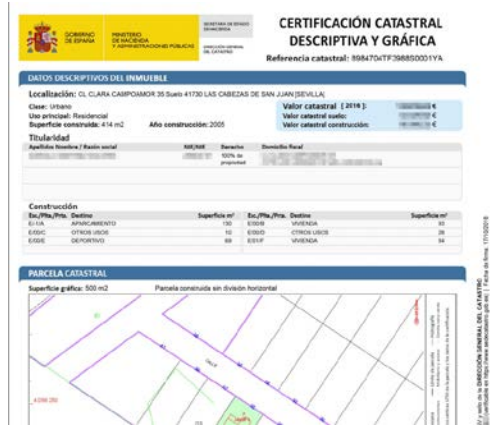 GOBIERNO
DE ESPAÑA
MINISTERIO
DE HACIENDA
Y ADMINISTRACIONES PÚBLICAS
SECRETARÍA DE ESTADO
DE HACIENDA
DIRECCIÓN GENERAL
DEL CATASTRO
CERTIFICACIÓN CATASTRAL
DESCRIPTIVA Y GRÁFICA
Referencia catastral: 8984704TF3988S0001YA
DATOS DESCRIPTIVOS DEL INMUEBLE
Localización: CL CLARA CAMPOAMOR 35 Suelo 41730 LAS CABEZAS DE SAN JUAN [SEVILLA]
Clase: Urbano
Uso principal: Residencial
Superficie construida: 414 m2 Año construcción: 2005
Valor catastral [ 2016 ]: €
Valor catastral suelo: €
Valor catastral construcción: €
Titularidad
Apellidos Nombre / Razón social NIF/NIE Derecho Domicilio fiscal
100% de
propiedad
Construcción
Esc./Plta./Prta. Destino Superficie m² Esc./Plta./Prta. Destino Superficie m²
APARCAMIENTO VIVIENDA
E/00/C OTROS USOS E/00/D OTROS USOS
E/00/E DEPORTIVO VIVIENDA
PARCELA CATASTRAL
Superficie gráfica: 500 m2 Parcela construida sin división horizontal